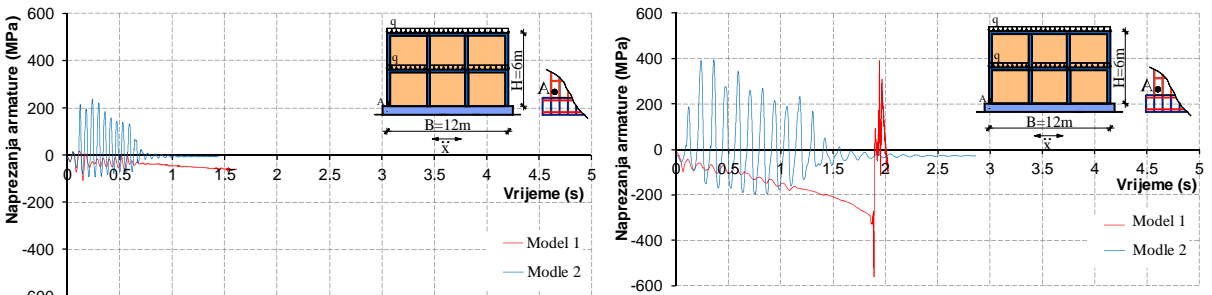 Naprezanja armature (MPa)
600
400
200
0
-200
-400
-600
0
0.5
1
1.5
2
2.5
3
3.5
4
4.5
5
Vrijeme (s)
q
q
A
H=6m
B=12m
ẍ
A
Model 1
Modle 2
Naprezanja armature (MPa)
600
400
200
0
-200
-400
-600
0
0.5
1
1.5
2
2.5
3
3.5
4
4.5
5
Vrijeme (s)
q
q
A
H=6m
B=12m
ẍ
A
Model 1
Modle 2